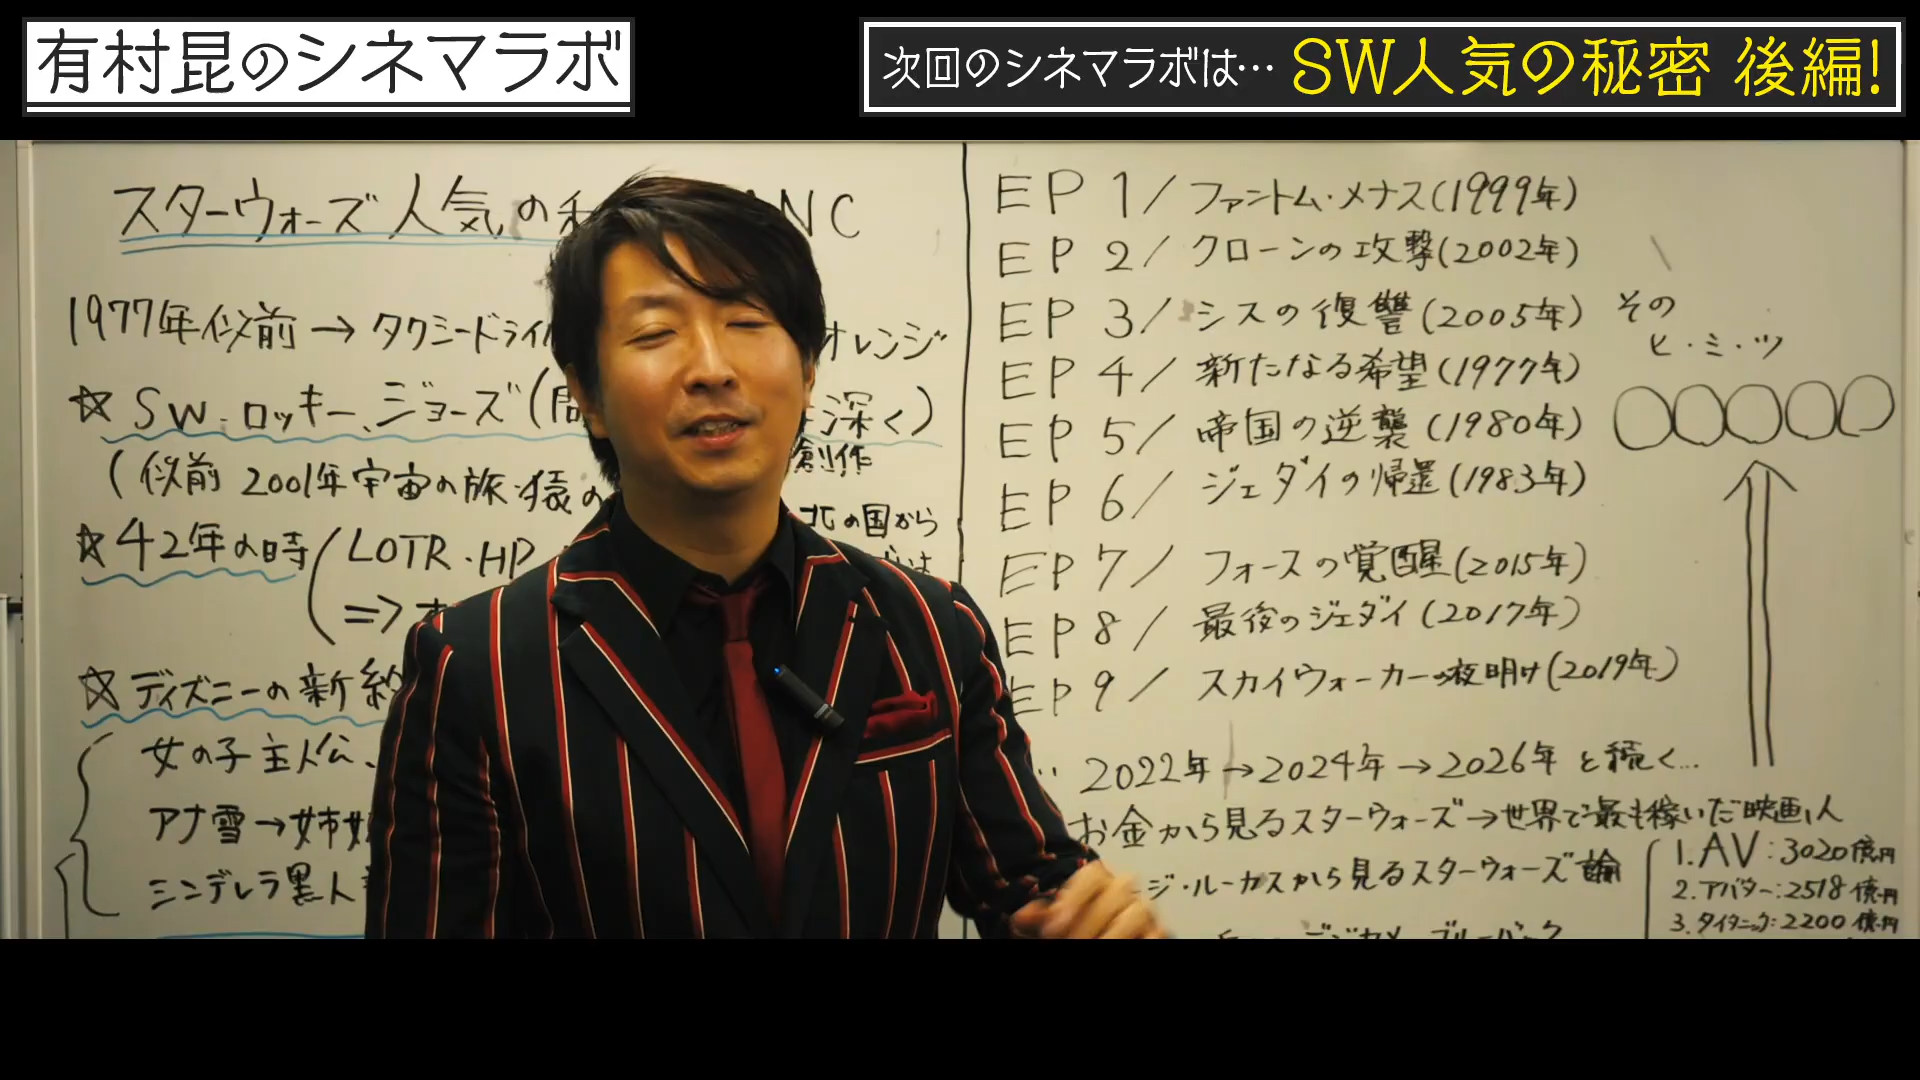 有村昆のシネマラボ
次回のシネマラボは… SW人気の秘密 後編!
スターウォーズ人気の
NC
1977年以前→タクシードライ
オレンジ
☆SW.ロッキー、ジョーズ(
深く)
創作
(以前 2001年宇宙の旅・猿の
北の国から
☆42年の時
(LOTR・HP
=>
☆ディズニーの新
女の子主人公、
アナ雪→姉妹
シンデレラ黒人
EP 1/ファントム・メナス(1999年)
EP 2/クローンの攻撃(2002年)
EP 3/シスの復讐(2005年)
EP 4/新たなる希望(1977年)
EP 5/帝国の逆襲(1980年)
EP 6/ジェダイの帰還(1983年)
EP 7/フォースの覚醒(2015年)
EP 8/最後のジェダイ(2017年)
EP 9/スカイウォーカーの夜明け(2019年)
その
ヒ・ミ・ツ
2022年→2024年→2026年と続く…
お金から見るスターウォーズ→世界で最も稼いだ映画人
ージ・ルーカスから見るスターウォーズ論
デジカメ、ブルーバック
1.AV:3020億円
2.アバター:2518億円
3.タイタニック:2200億円